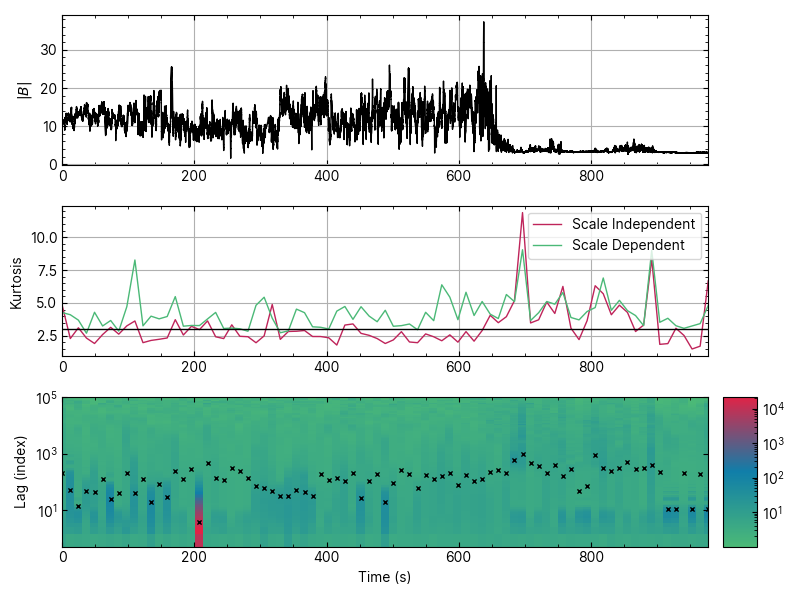 |B|
30
20
10
0
0 200 400 600 800
Kurtosis
10.0
7.5
5.0
2.5
Scale Independent
Scale Dependent
0 200 400 600 800
Lag (index)
10^5
10^3
10^1
0 200 400 600 800
Time (s)
10^4
10^3
10^2
10^1